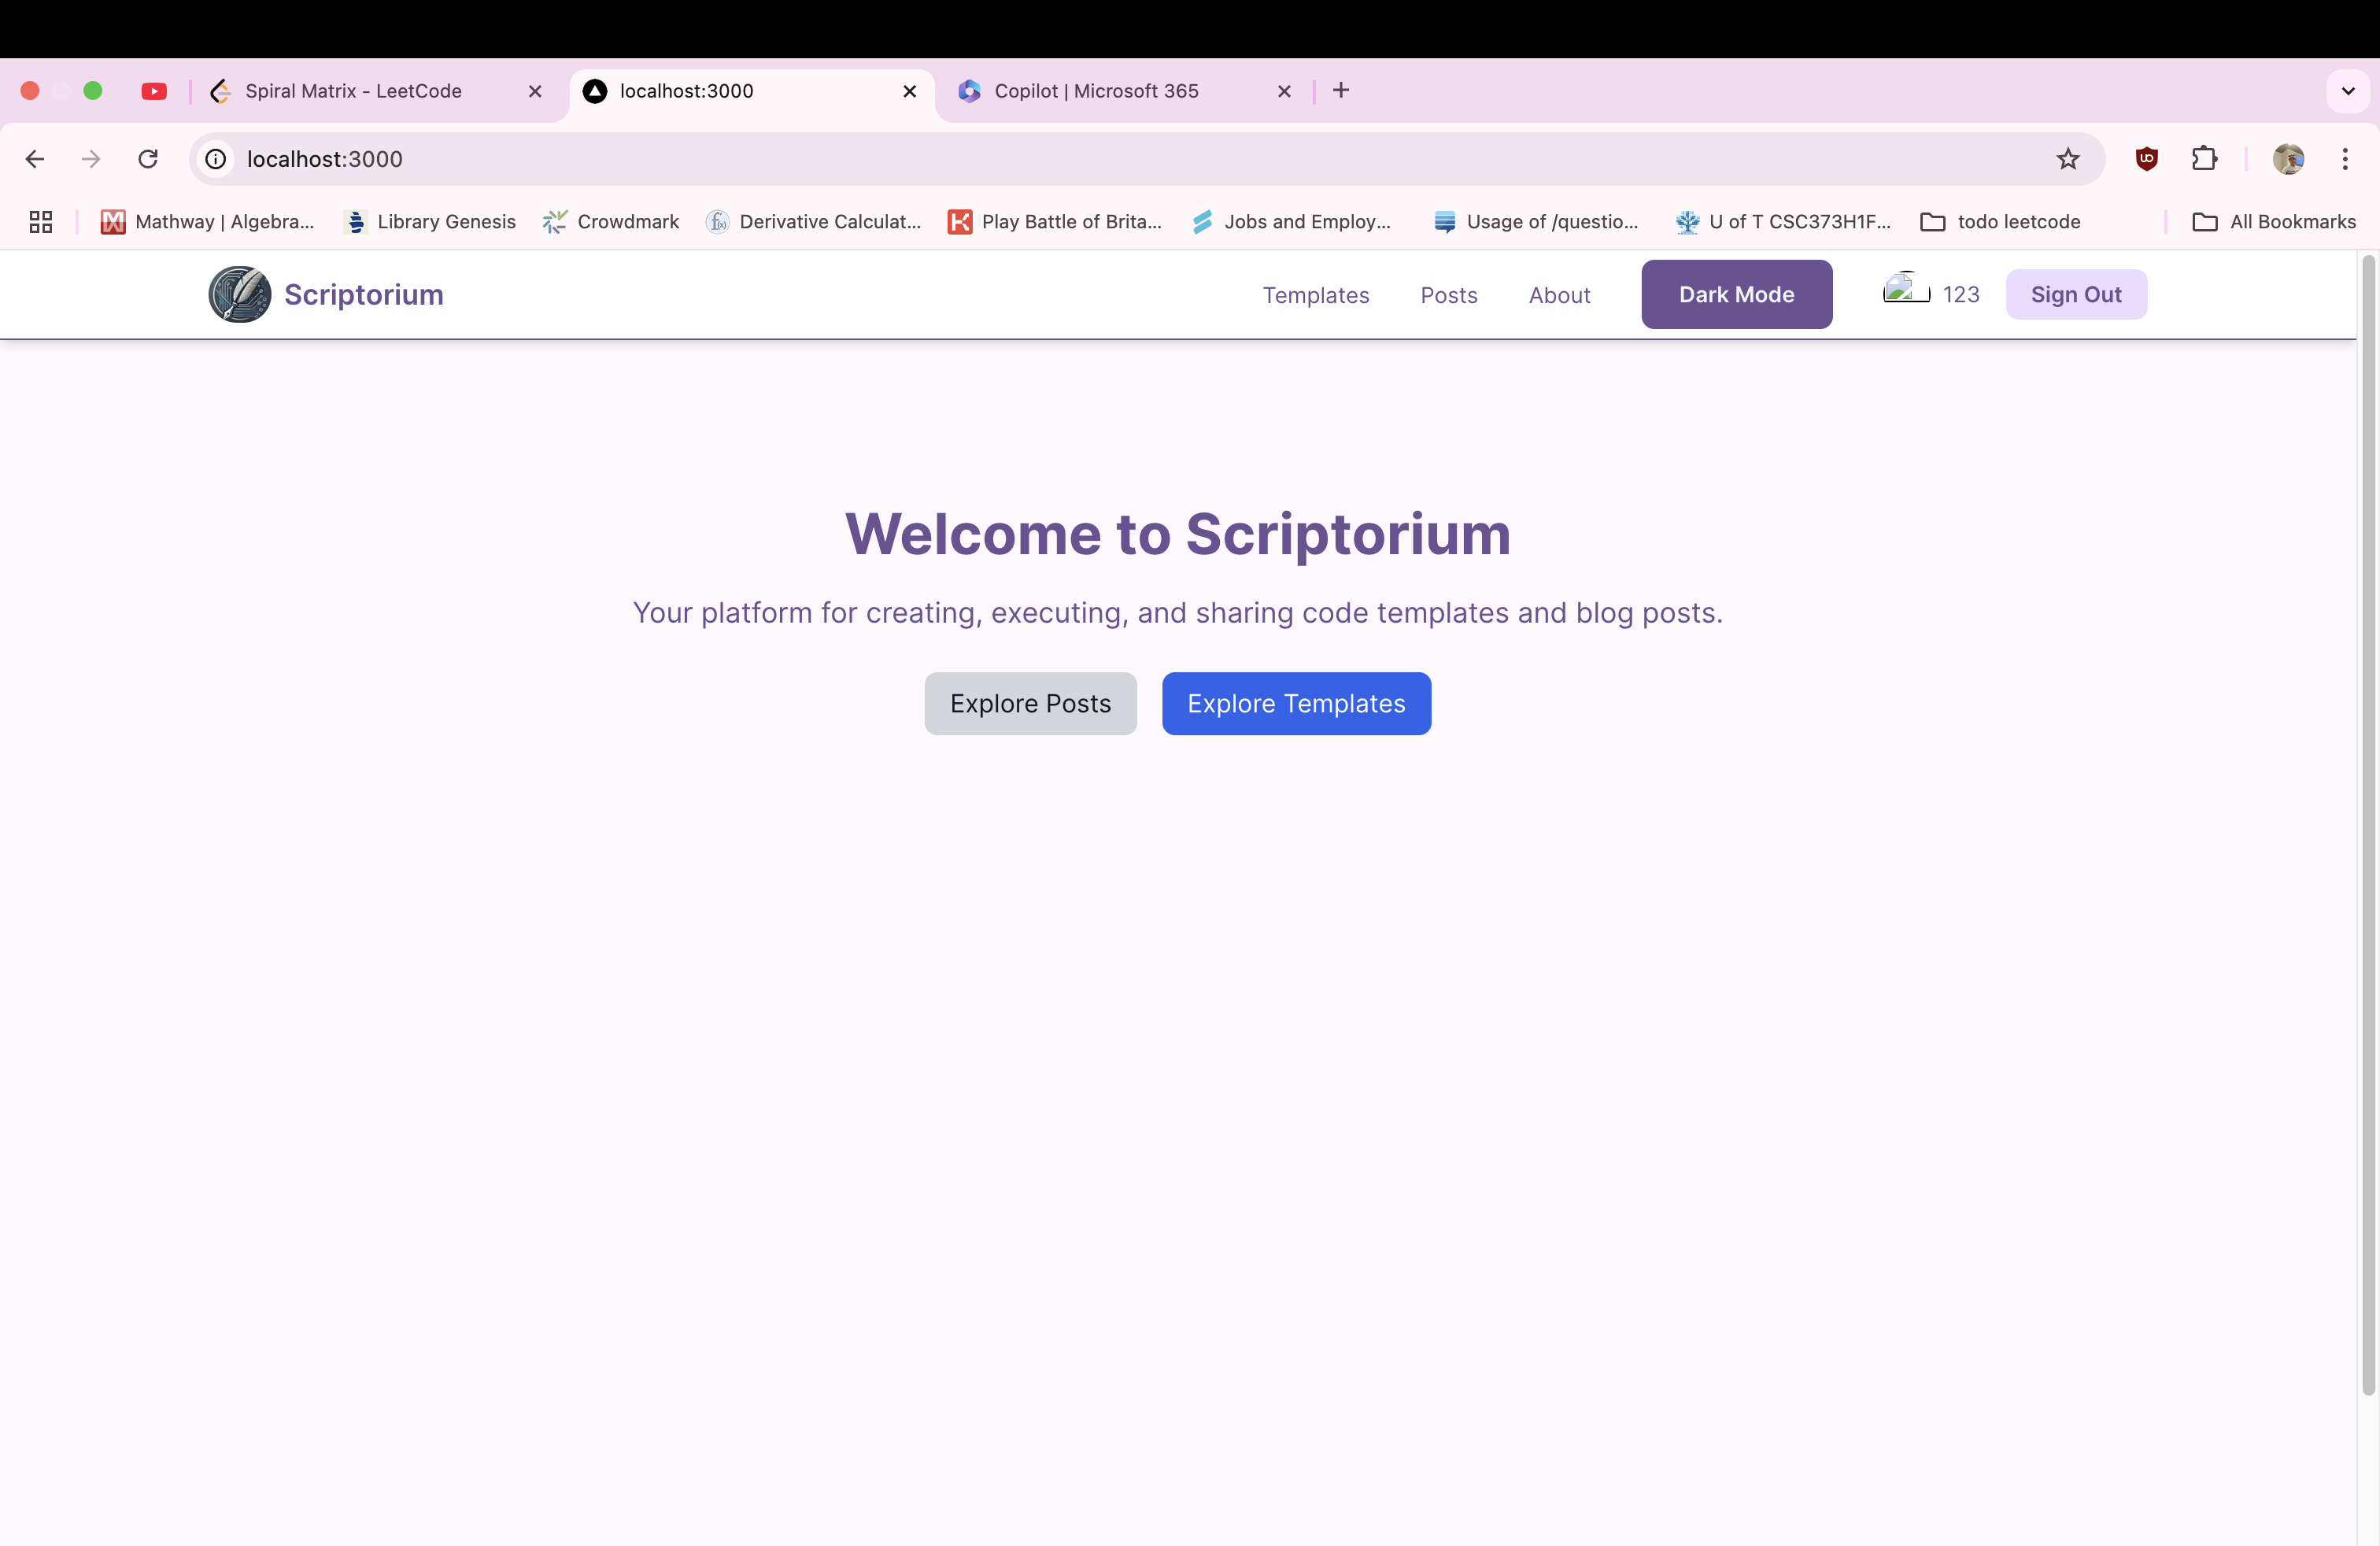 Spiral Matrix - LeetCode
localhost:3000
Copilot | Microsoft 365
localhost:3000
Mathway | Algebra...
Library Genesis
Crowdmark
Derivative Calculat...
Play Battle of Brita...
Jobs and Employ...
Usage of /questio...
U of T CSC373H1F...
todo leetcode
All Bookmarks
Scriptorium
Templates
Posts
About
Dark Mode
123
Sign Out
Welcome to Scriptorium
Your platform for creating, executing, and sharing code templates and blog posts.
Explore Posts
Explore Templates